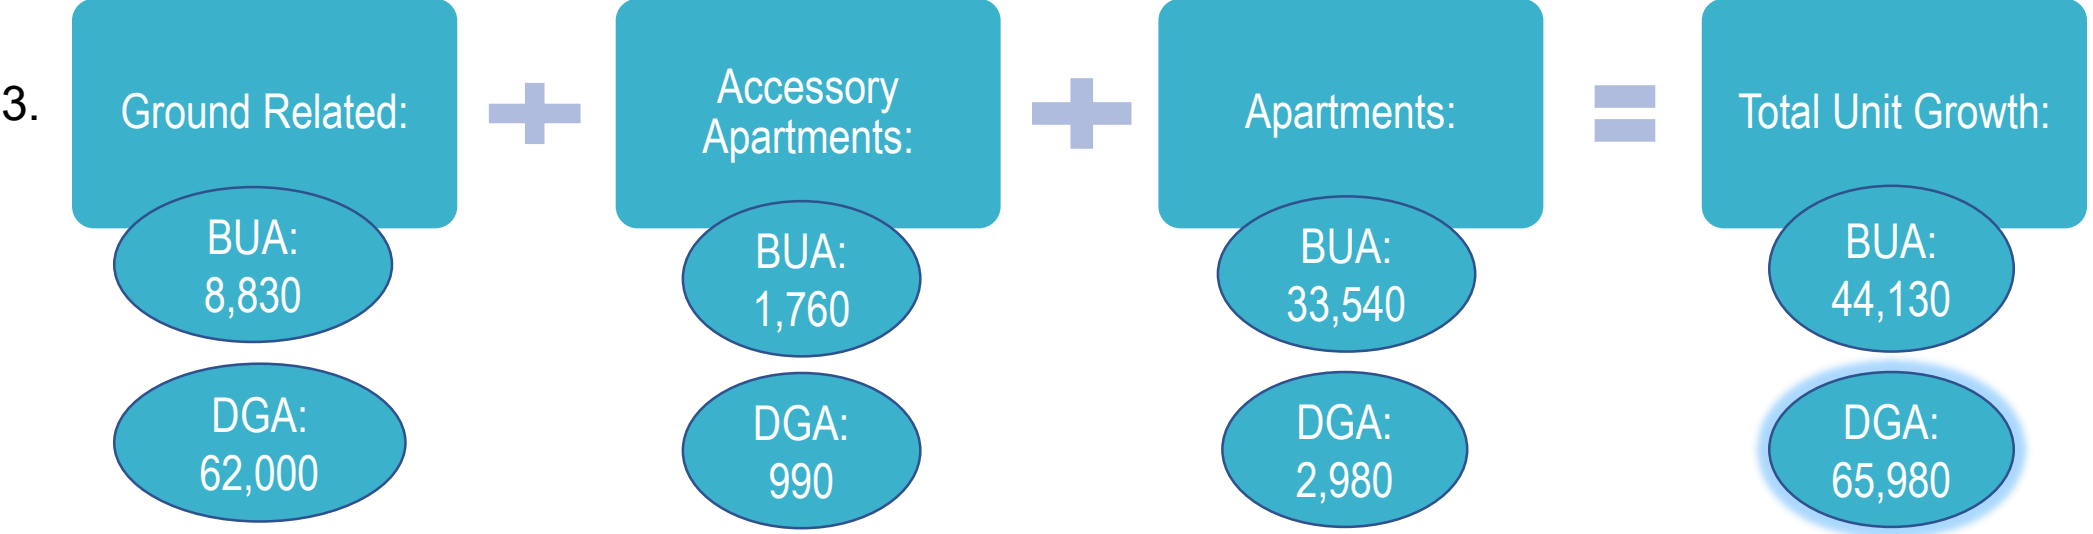 3.
Ground Related:
Accessory
Apartments:
Apartments:
Total Unit Growth:
BUA:
8,830
BUA:
1,760
BUA:
33,540
BUA:
44,130
DGA:
62,000
DGA:
990
DGA:
2,980
DGA:
65,980